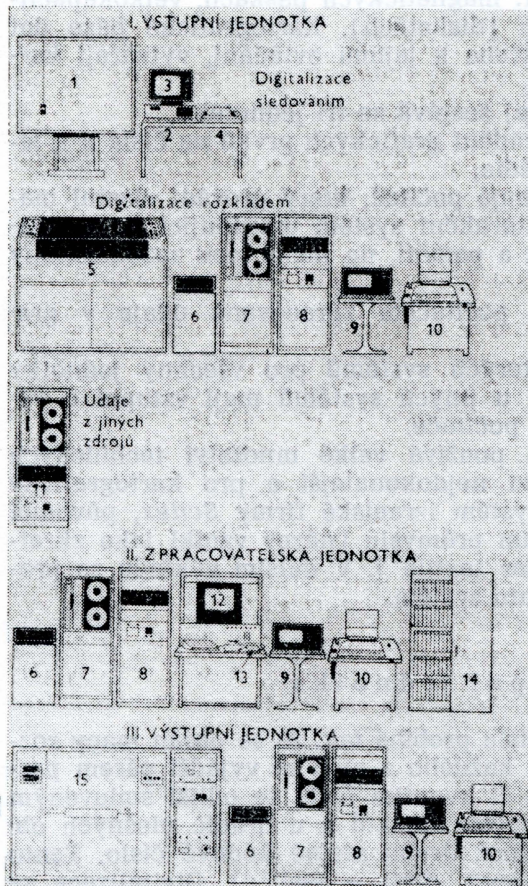 I. VSTUPNÍ JEDNOTKA
1
3
Digitalizace
sledováním
2
4
Digitalizace rozkladem
5
6
7
8
9
10
Údaje
z jiných
zdrojů
11
II. ZPRACOVATELSKÁ JEDNOTKA
12
6
7
8
13
9
10
14
III. VÝSTUPNÍ JEDNOTKA
15
6
7
8
9
10